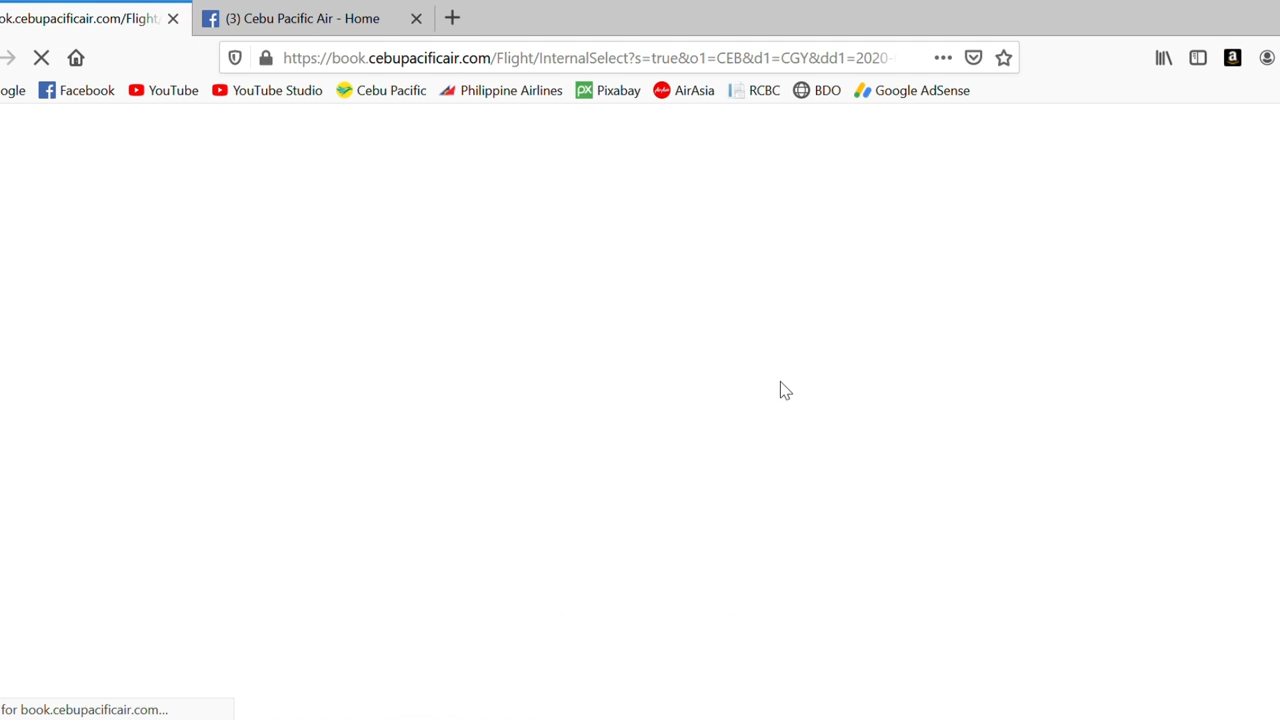 ok.cebupacificair.com/Flight/ (3) Cebu Pacific Air - Home
https://book.cebupacificair.com/Flight/InternalSelect?s=true&o1=CEB&d1=CGY&dd1=2020-
ogle Facebook YouTube YouTube Studio Cebu Pacific Philippine Airlines px Pixabay AirAsia RCBC BDO Google AdSense
for book.cebupacificair.com...